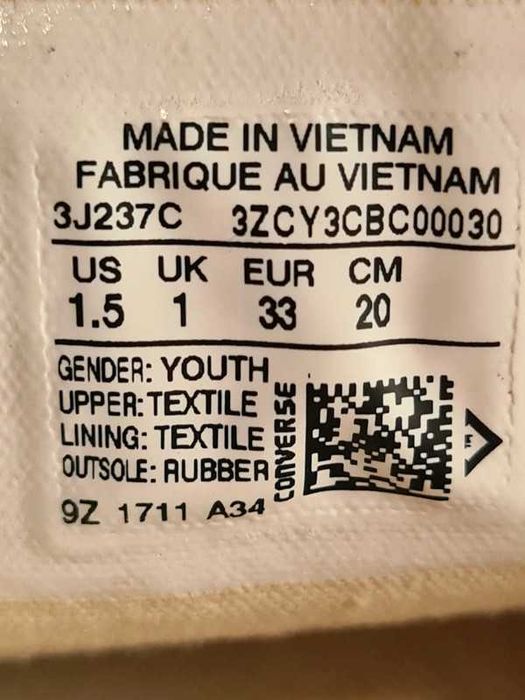 MADE IN VIETNAM
FABRIQUE AU VIETNAM
3J237C 3ZCY3CBC00030
US UK EUR CM
1.5 1 33 20
GENDER: YOUTH
UPPER: TEXTILE
LINING: TEXTILE
OUTSOLE: RUBBER
9Z 1711 A34
CONVERSE
TM